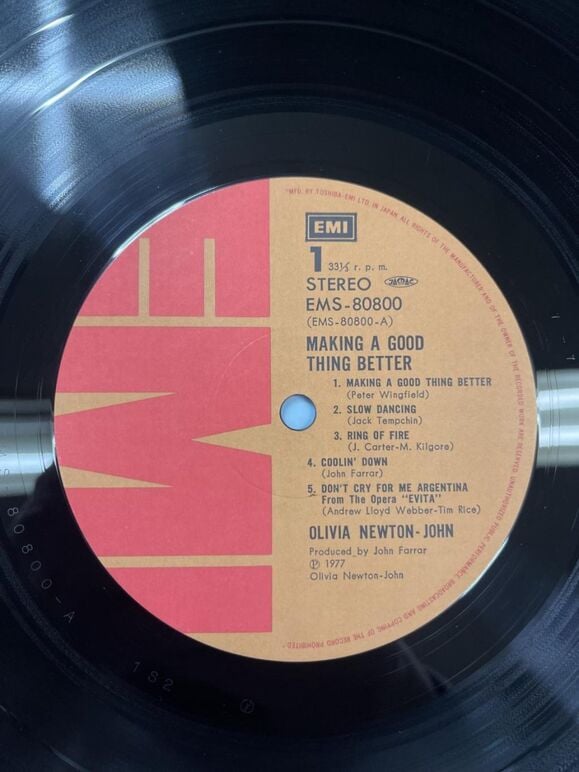 "MFD. BY TOSHIBA-EMI LTD. IN JAPAN. ALL RIGHTS OF THE MANUFACTURER AND OF THE OWNER OF THE RECORDED WORK ARE RESERVED. UNAUTHORIZED PUBLIC PERFORMANCE, BROADCASTING AND COPYING OF THE RECORD PROHIBITED"
EMI
1 33⅓ r. p. m.
STEREO JASRAC
EMS-80800
(EMS-80800-A)
MAKING A GOOD
THING BETTER
1. MAKING A GOOD THING BETTER
(Peter Wingfield)
2. SLOW DANCING
(Jack Tempchin)
3. RING OF FIRE
(J. Carter-M. Kilgore)
4. COOLIN' DOWN
(John Farrar)
5. DON'T CRY FOR ME ARGENTINA
From The Opera "EVITA"
(Andrew Lloyd Webber-Tim Rice)
OLIVIA NEWTON-JOHN
Produced by John Farrar
℗ 1977
Olivia Newton-John
EMI
80800-A
1S2 ℗